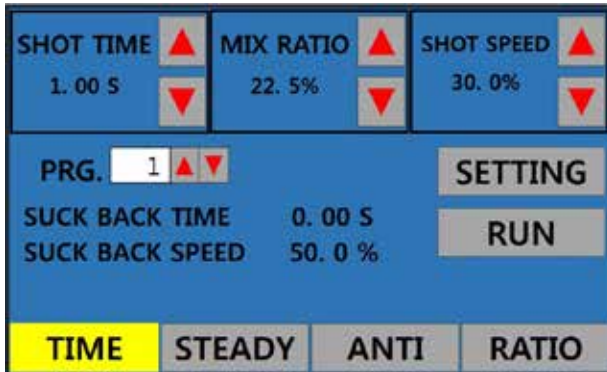 SHOT TIME MIX RATIO SHOT SPEED
1. 00 S 22. 5% 30. 0%
PRG. 1 SETTING
SUCK BACK TIME 0. 00 S RUN
SUCK BACK SPEED 50. 0 %
TIME STEADY ANTI RATIO